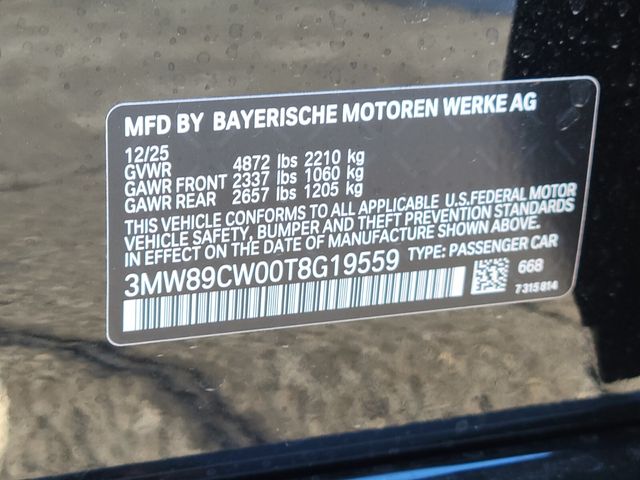 MFD BY BAYERISCHE MOTOREN WERKE AG
12/25
GVWR 4872 lbs 2210 kg
GAWR FRONT 2337 lbs 1060 kg
GAWR REAR 2657 lbs 1205 kg
THIS VEHICLE CONFORMS TO ALL APPLICABLE U.S.FEDERAL MOTOR
VEHICLE SAFETY, BUMPER AND THEFT PREVENTION STANDARDS
IN EFFECT ON THE DATE OF MANUFACTURE SHOWN ABOVE.
3MW89CW00T8G19559 TYPE: PASSENGER CAR
668
7315814